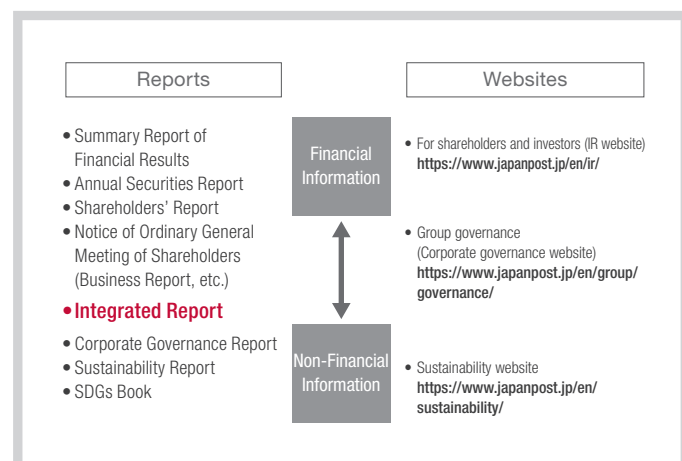 Reports
• Summary Report of
Financial Results
• Annual Securities Report
• Shareholders’ Report
• Notice of Ordinary General
Meeting of Shareholders
(Business Report, etc.)
• Integrated Report
• Corporate Governance Report
• Sustainability Report
• SDGs Book
Financial
Information
Non-Financial
Information
Websites
• For shareholders and investors (IR website)
https://www.japanpost.jp/en/ir/
• Group governance
(Corporate governance website)
https://www.japanpost.jp/en/group/
governance/
• Sustainability website
https://www.japanpost.jp/en/
sustainability/